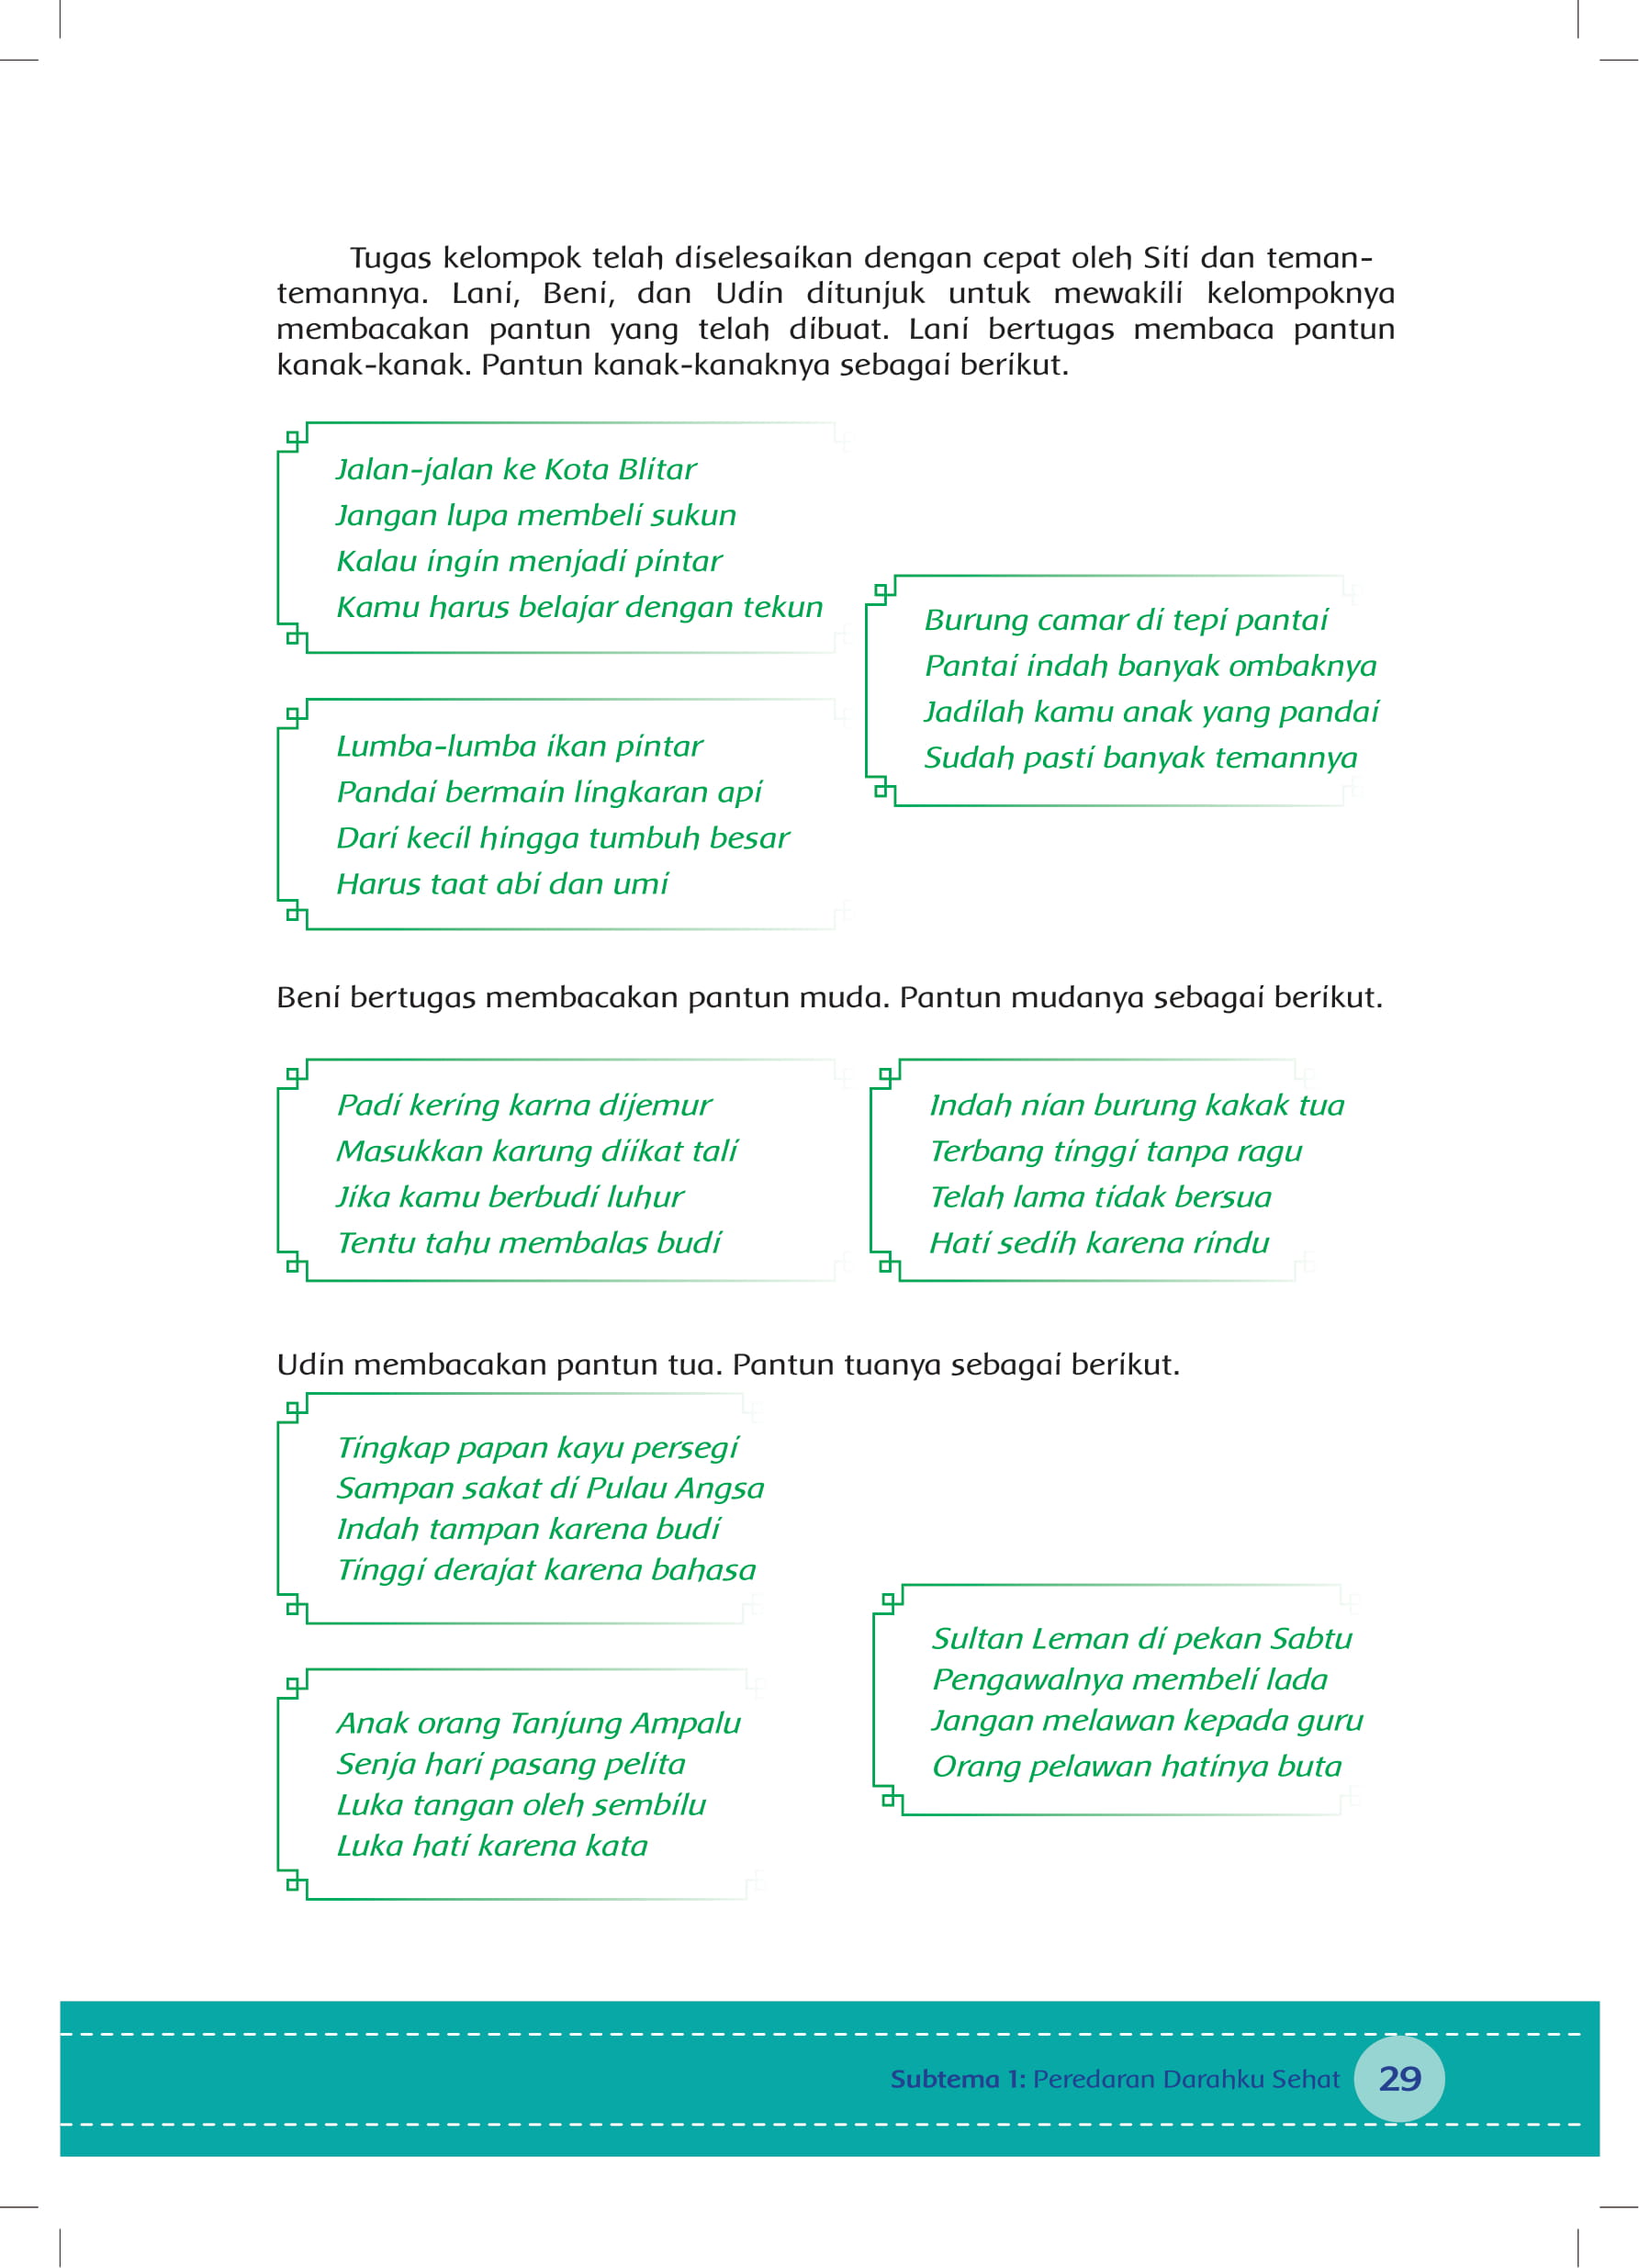 Tugas kelompok telah diselesaikan dengan cepat oleh Siti dan teman-
temannya. Lani, Beni, dan Udin ditunjuk untuk mewakili kelompoknya
membacakan pantun yang telah dibuat. Lani bertugas membaca pantun
kanak-kanak. Pantun kanak-kanaknya sebagai berikut.
Jalan-jalan ke Kota Blitar
Jangan lupa membeli sukun
Kalau ingin menjadi pintar
Kamu harus belajar dengan tekun
Burung camar di tepi pantai
Pantai indah banyak ombaknya
Jadilah kamu anak yang pandai
Sudah pasti banyak temannya
Lumba-lumba ikan pintar
Pandai bermain lingkaran api
Dari kecil hingga tumbuh besar
Harus taat abi dan umi
Beni bertugas membacakan pantun muda. Pantun mudanya sebagai berikut.
Padi kering karna dijemur
Masukkan karung diikat tali
Jika kamu berbudi luhur
Tentu tahu membalas budi
Indah nian burung kakak tua
Terbang tinggi tanpa ragu
Telah lama tidak bersua
Hati sedih karena rindu
Udin membacakan pantun tua. Pantun tuanya sebagai berikut.
Tingkap papan kayu persegi
Sampan sakat di Pulau Angsa
Indah tampan karena budi
Tinggi derajat karena bahasa
Sultan Leman di pekan Sabtu
Pengawalnya membeli lada
Jangan melawan kepada guru
Orang pelawan hatinya buta
Anak orang Tanjung Ampalu
Senja hari pasang pelita
Luka tangan oleh sembilu
Luka hati karena kata
Subtema 1: Peredaran Darahku Sehat 29